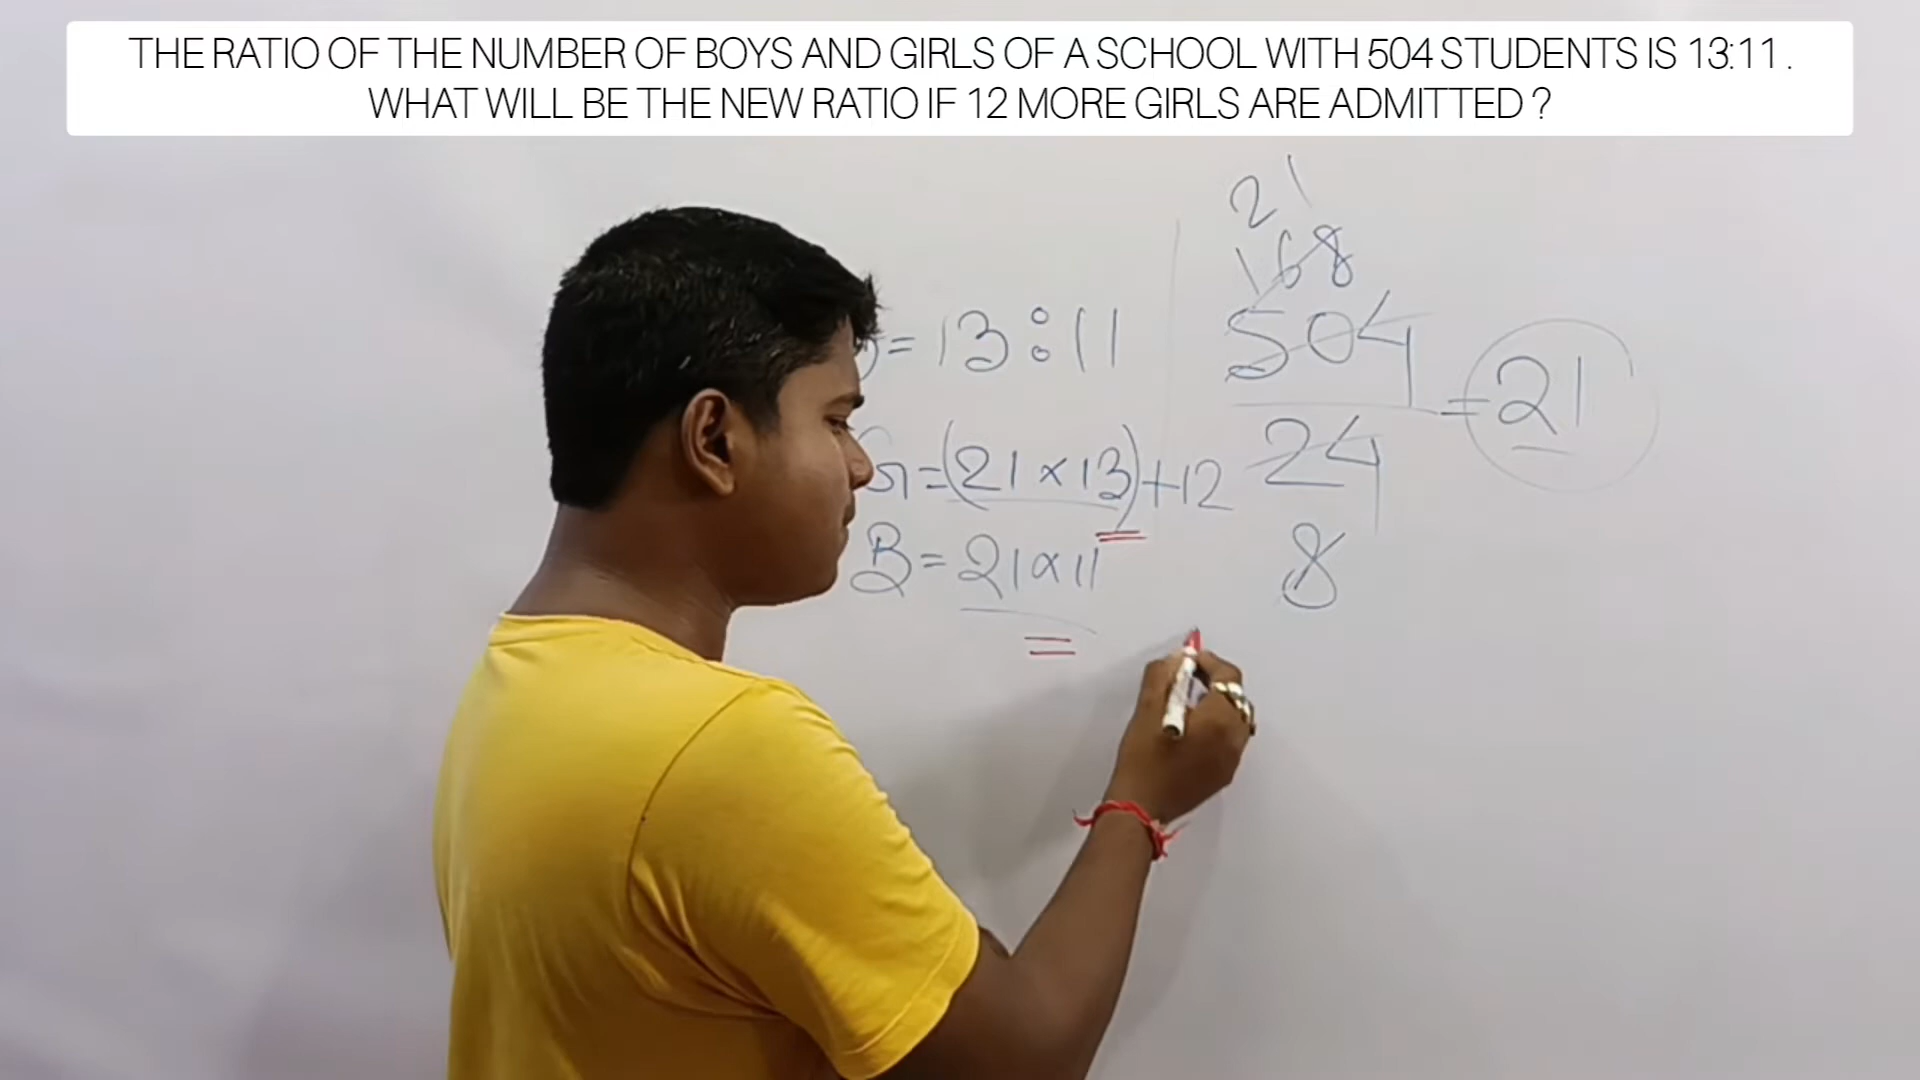 THE RATIO OF THE NUMBER OF BOYS AND GIRLS OF A SCHOOL WITH 504 STUDENTS IS 13:11 .
WHAT WILL BE THE NEW RATIO IF 12 MORE GIRLS ARE ADMITTED ?
= 13 : 11
G = (21 × 13) + 12
B = 21 × 11
21
168
504
24
= 21
8